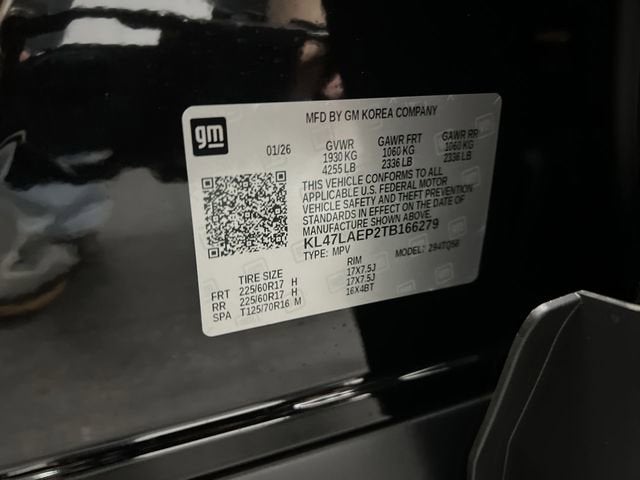 MFD BY GM KOREA COMPANY
gm
01/26
GVWR GAWR FRT GAWR RR
1930 KG 1060 KG 1060 KG
4255 LB 2336 LB 2336 LB
THIS VEHICLE CONFORMS TO ALL
APPLICABLE U.S. FEDERAL MOTOR
VEHICLE SAFETY AND THEFT PREVENTION
STANDARDS IN EFFECT ON THE DATE OF
MANUFACTURE SHOWN ABOVE.
KL47LAEP2TB166279
TYPE: MPV MODEL: 294TQ58
TIRE SIZE RIM
FRT 225/60R17 H 17X7.5J
RR 225/60R17 H 17X7.5J
SPA T125/70R16 M 16X4BT